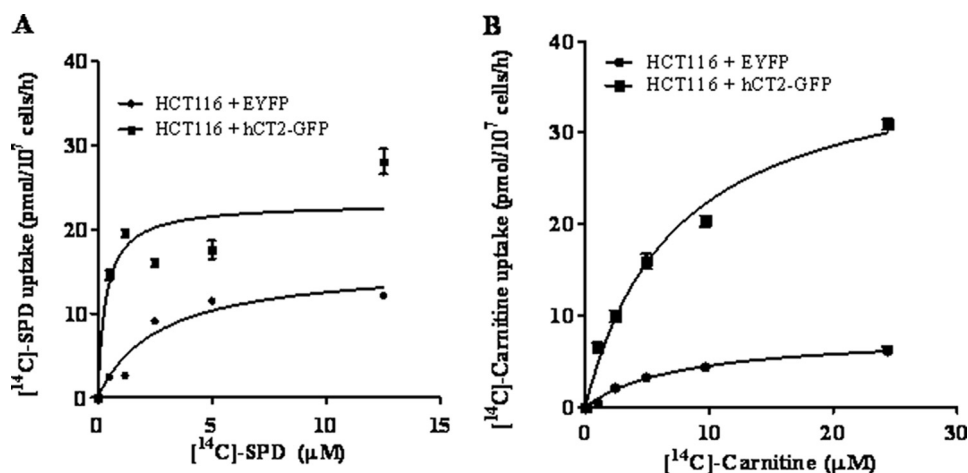 A
[¹⁴C]-SPD uptake (pmol/10⁷ cells/h)
40
30
20
10
0
HCT116 + EYFP
HCT116 + hCT2-GFP
0 5 10 15
[¹⁴C]-SPD (µM)
B
[¹⁴C]-Carnitine uptake (pmol/10⁷ cells/h)
40
30
20
10
0
HCT116 + EYFP
HCT116 + hCT2-GFP
0 10 20 30
[¹⁴C]-Carnitine (µM)